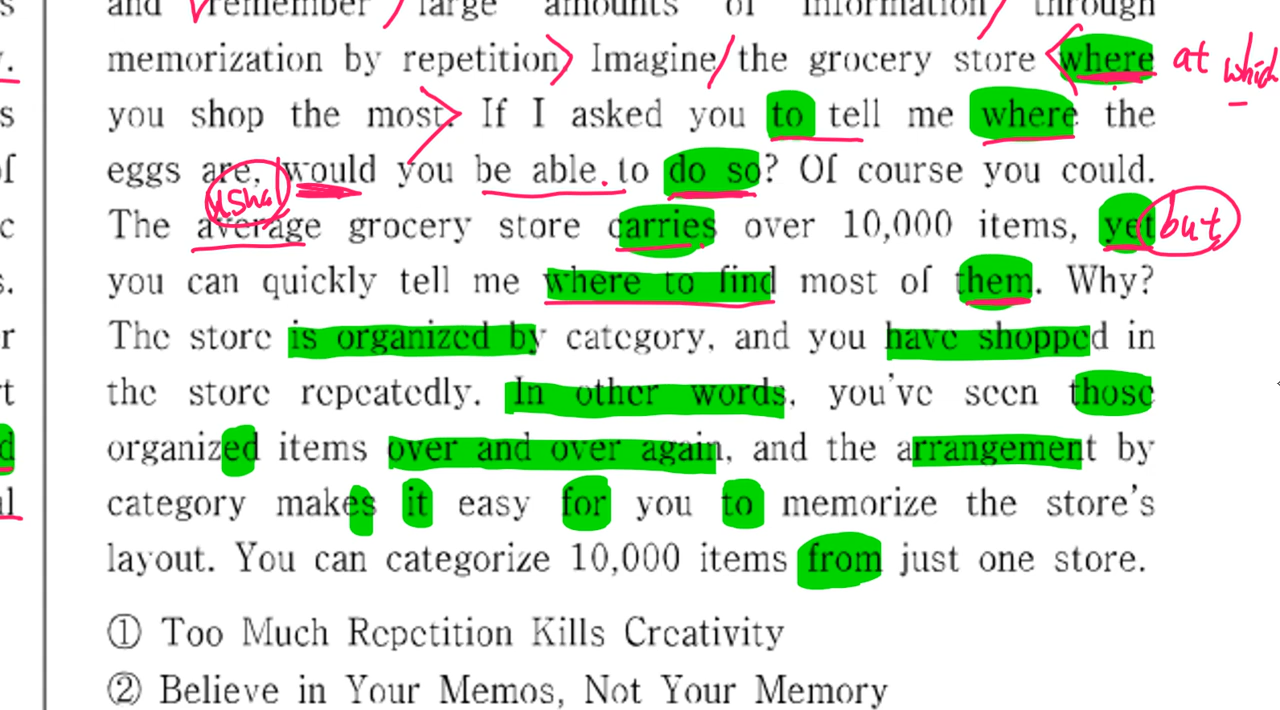 and remember large amounts of information through
memorization by repetition. Imagine the grocery store where at which
you shop the most. If I asked you to tell me where the
eggs are, would you be able to do so? Of course you could.
usual
The average grocery store carries over 10,000 items, yet but
you can quickly tell me where to find most of them. Why?
The store is organized by category, and you have shopped in
the store repeatedly. In other words, you've seen those
organized items over and over again, and the arrangement by
category makes it easy for you to memorize the store's
layout. You can categorize 10,000 items from just one store.
① Too Much Repetition Kills Creativity
② Believe in Your Memos, Not Your Memory